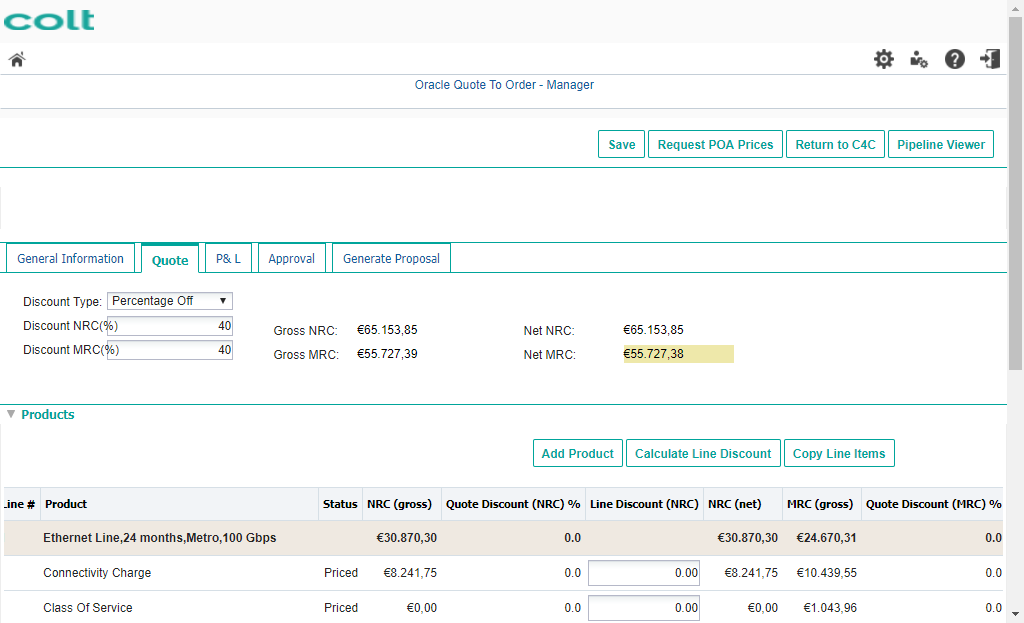 colt
Oracle Quote To Order - Manager
Save Request POA Prices Return to C4C Pipeline Viewer
General Information Quote P& L Approval Generate Proposal
Discount Type: Percentage Off
Discount NRC(%) 40
Gross NRC: €65.153,85 Net NRC: €65.153,85
Discount MRC(%) 40
Gross MRC: €55.727,39 Net MRC: €55.727,38
Products
Add Product Calculate Line Discount Copy Line Items
Line # Product Status NRC (gross) Quote Discount (NRC) % Line Discount (NRC) NRC (net) MRC (gross) Quote Discount (MRC) %
Ethernet Line,24 months,Metro,100 Gbps €30.870,30 0.0 €30.870,30 €24.670,31 0.0
Connectivity Charge Priced €8.241,75 0.0 0.00 €8.241,75 €10.439,55 0.0
Class Of Service Priced €0,00 0.0 0.00 €0,00 €1.043,96 0.0